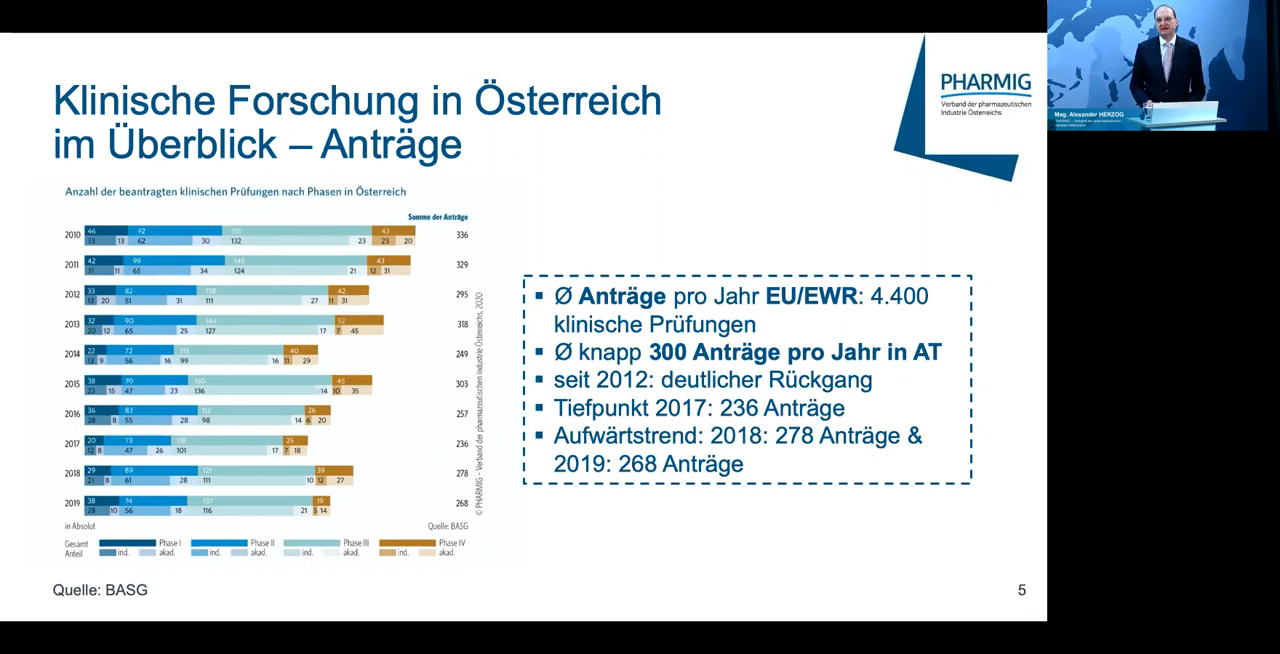 Klinische Forschung in Österreich
im Überblick – Anträge
PHARMIG
Verband der pharmazeutischen
Industrie Österreichs
Mag. Alexander HERZOG
PHARMIG – Verband der pharmazeutischen
Industrie Österreichs
Anzahl der beantragten klinischen Prüfungen nach Phasen in Österreich
Summe der Anträge
2010 46 92 155 43 336
33 13 62 30 132 23 23 20
2011 42 99 145 43 329
31 11 65 34 124 21 12 31
2012 33 82 138 42 295
13 20 51 31 111 27 11 31
2013 32 90 144 52 318
20 12 65 25 127 17 7 45
2014 22 72 115 40 249
13 9 56 16 99 16 11 29
2015 38 70 150 45 303
23 15 47 23 136 14 10 35
2016 36 83 112 26 257
28 8 55 28 98 14 6 20
2017 20 73 118 25 236
12 8 47 26 101 17 7 18
2018 29 89 121 39 278
21 8 61 28 111 10 12 27
2019 38 74 137 19 268
28 10 56 18 116 21 5 14
in Absolut Quelle: BASG
Gesamt Phase I Phase II Phase III Phase IV
Anteil ind. akad. ind. akad. ind. akad. ind. akad.
© PHARMIG – Verband der pharmazeutischen Industrie Österreichs, 2020
▪ Ø Anträge pro Jahr EU/EWR: 4.400
klinische Prüfungen
▪ Ø knapp 300 Anträge pro Jahr in AT
▪ seit 2012: deutlicher Rückgang
▪ Tiefpunkt 2017: 236 Anträge
▪ Aufwärtstrend: 2018: 278 Anträge &
2019: 268 Anträge
Quelle: BASG
5